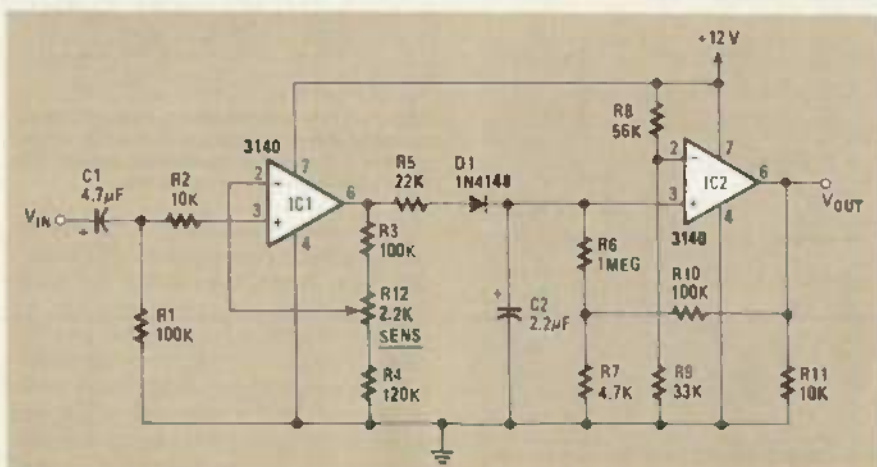 +12V
R8
56K
3140
C1
4.7µF
R2
10K
R5
22K
D1
1N4148
2
7
2
7
VIN
+
-
IC1
6
-
IC2
6
3
+
3
+
VOUT
4
4
R3
100K
3140
R6
1MEG
R10
100K
R1
100K
R12
2.2K
SENS
+
C2
2.2µF
R4
120K
R7
4.7K
R9
33K
R11
10K